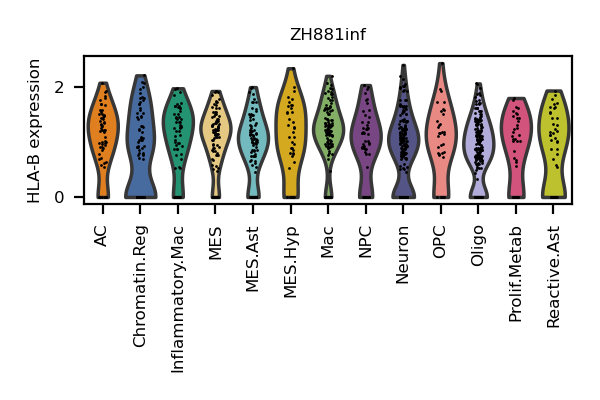 ZH881inf
HLA-B expression
2
0
AC
Chromatin.Reg
Inflammatory.Mac
MES
MES.Ast
MES.Hyp
Mac
NPC
Neuron
OPC
Oligo
Prolif.Metab
Reactive.Ast